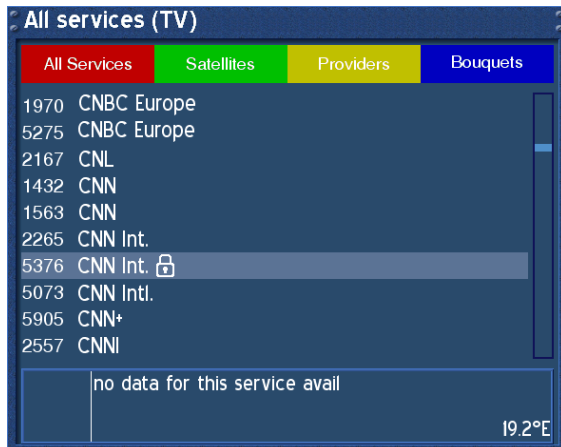 All services (TV)
All Services Satellites Providers Bouquets
1970 CNBC Europe
5275 CNBC Europe
2167 CNL
1432 CNN
1563 CNN
2265 CNN Int.
5376 CNN Int.
5073 CNN Intl.
5905 CNN+
2557 CNNI
no data for this service avail
19.2°E